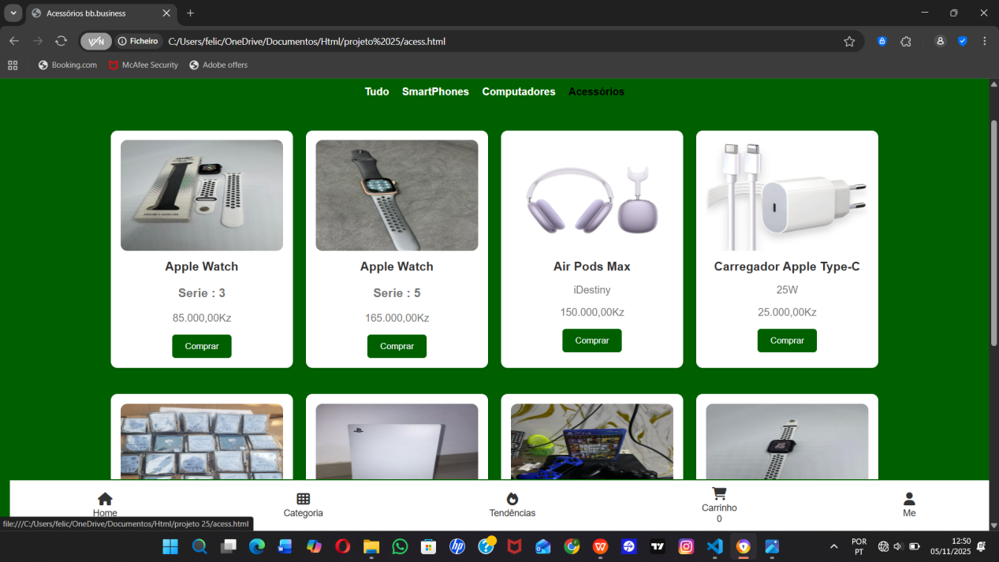 Acessórios bb.business
VPN
Ficheiro
C:/Users/felic/OneDrive/Documentos/Html/projeto%2025/acess.html
Booking.com
McAfee Security
Adobe offers
Tudo SmartPhones Computadores Acessórios
Apple Watch
Serie : 3
85.000,00Kz
Comprar
Apple Watch
Serie : 5
165.000,00Kz
Comprar
Air Pods Max
iDestiny
150.000,00Kz
Comprar
Carregador Apple Type-C
25W
25.000,00Kz
Comprar
Home
Categoria
Tendências
Carrinho
0
Me
file:///C:/Users/felic/OneDrive/Documentos/Html/projeto 25/acess.html
POR
PT
12:50
05/11/2025